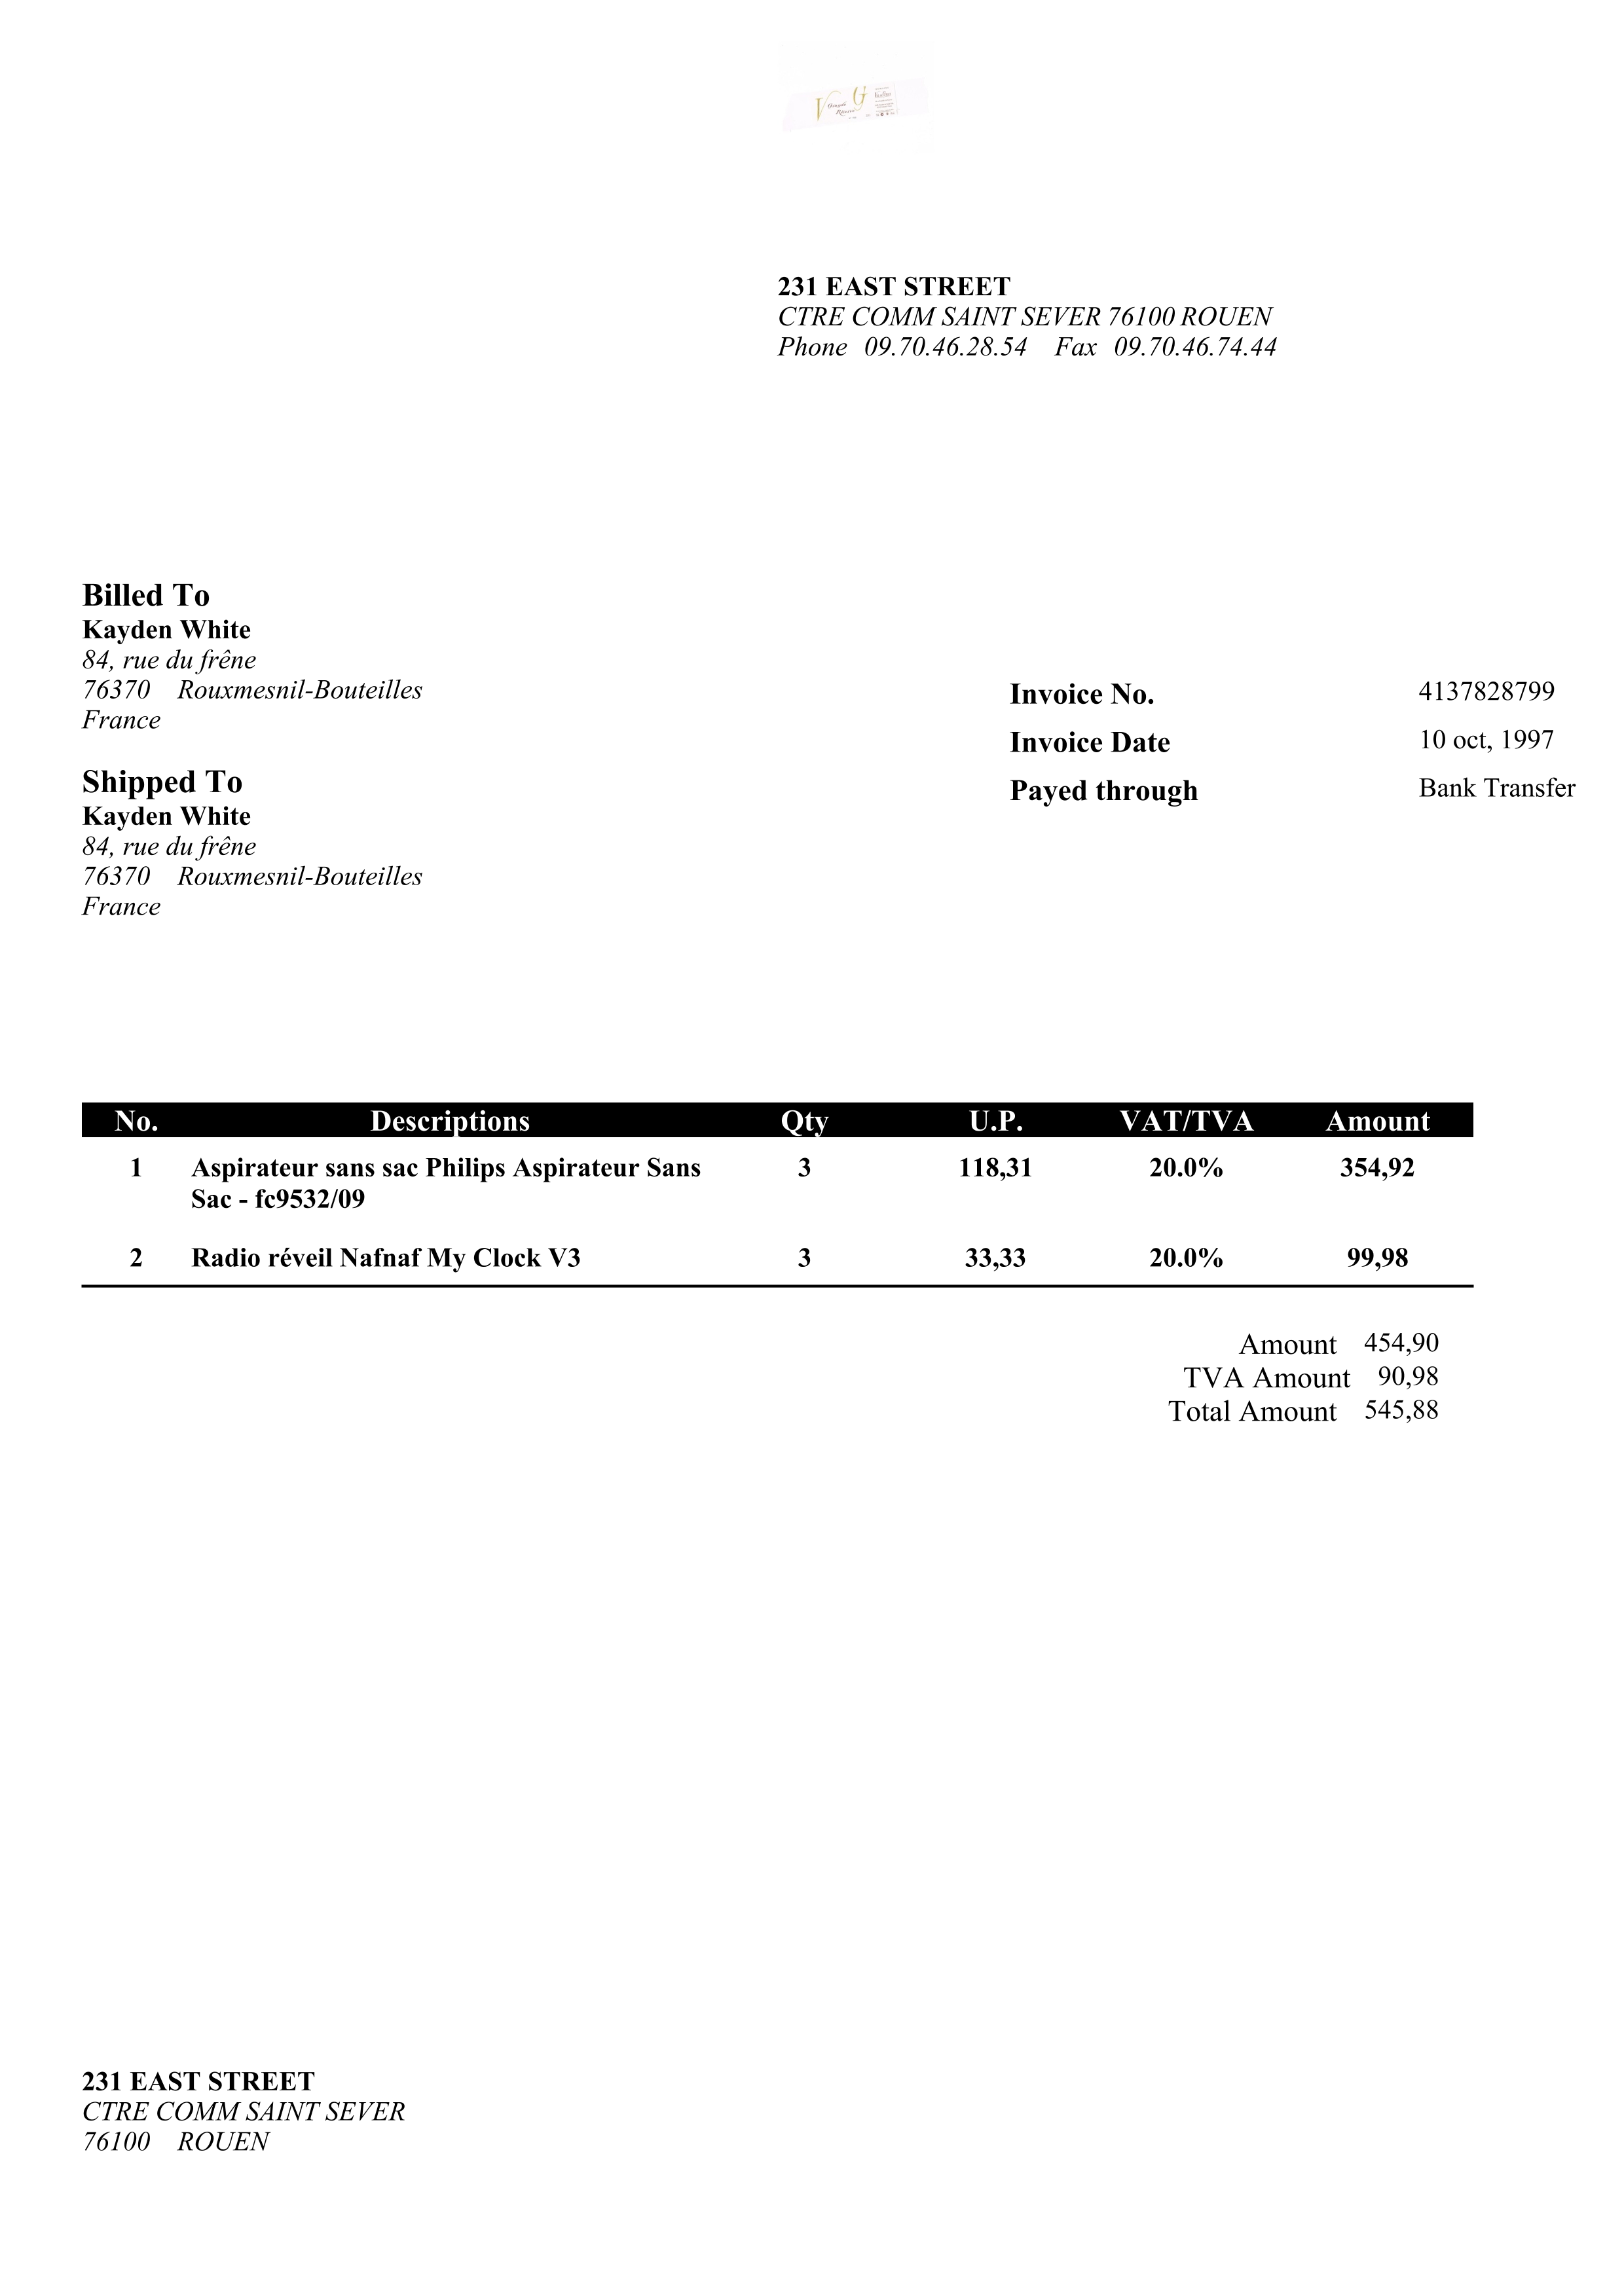 231 EAST STREET
CTRE COMM SAINT SEVER 76100 ROUEN
Phone 09.70.46.28.54 Fax 09.70.46.74.44
Billed To
Kayden White
84, rue du frêne
76370 Rouxmesnil-Bouteilles
France
Invoice No. 4137828799
Invoice Date 10 oct, 1997
Payed through Bank Transfer
Shipped To
Kayden White
84, rue du frêne
76370 Rouxmesnil-Bouteilles
France
No. Descriptions Qty U.P. VAT/TVA Amount
1 Aspirateur sans sac Philips Aspirateur Sans 3 118,31 20.0% 354,92
Sac - fc9532/09
2 Radio réveil Nafnaf My Clock V3 3 33,33 20.0% 99,98
Amount 454,90
TVA Amount 90,98
Total Amount 545,88
231 EAST STREET
CTRE COMM SAINT SEVER
76100 ROUEN